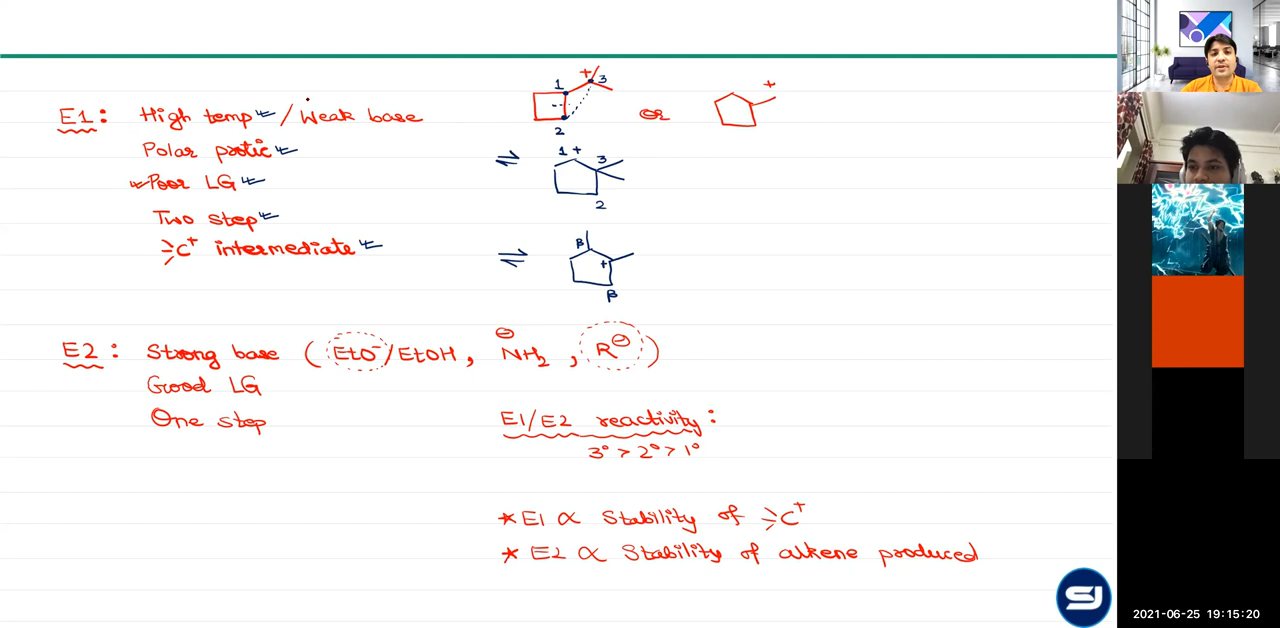 E1: High temp / Weak base
Polar protic
Poor LG
Two step
C+ intermediate
+
1
3
2
or
+
⇌
1 +
3
2
⇌
β
+
β
E2: Strong base (EtO⁻/EtOH, ⊖NH2, R⊖)
Good LG
One step
E1/E2 reactivity:
3° > 2° > 1°
* E1 ∝ Stability of C+
* E2 ∝ Stability of alkene produced
SJ
2021-06-25 19:15:20